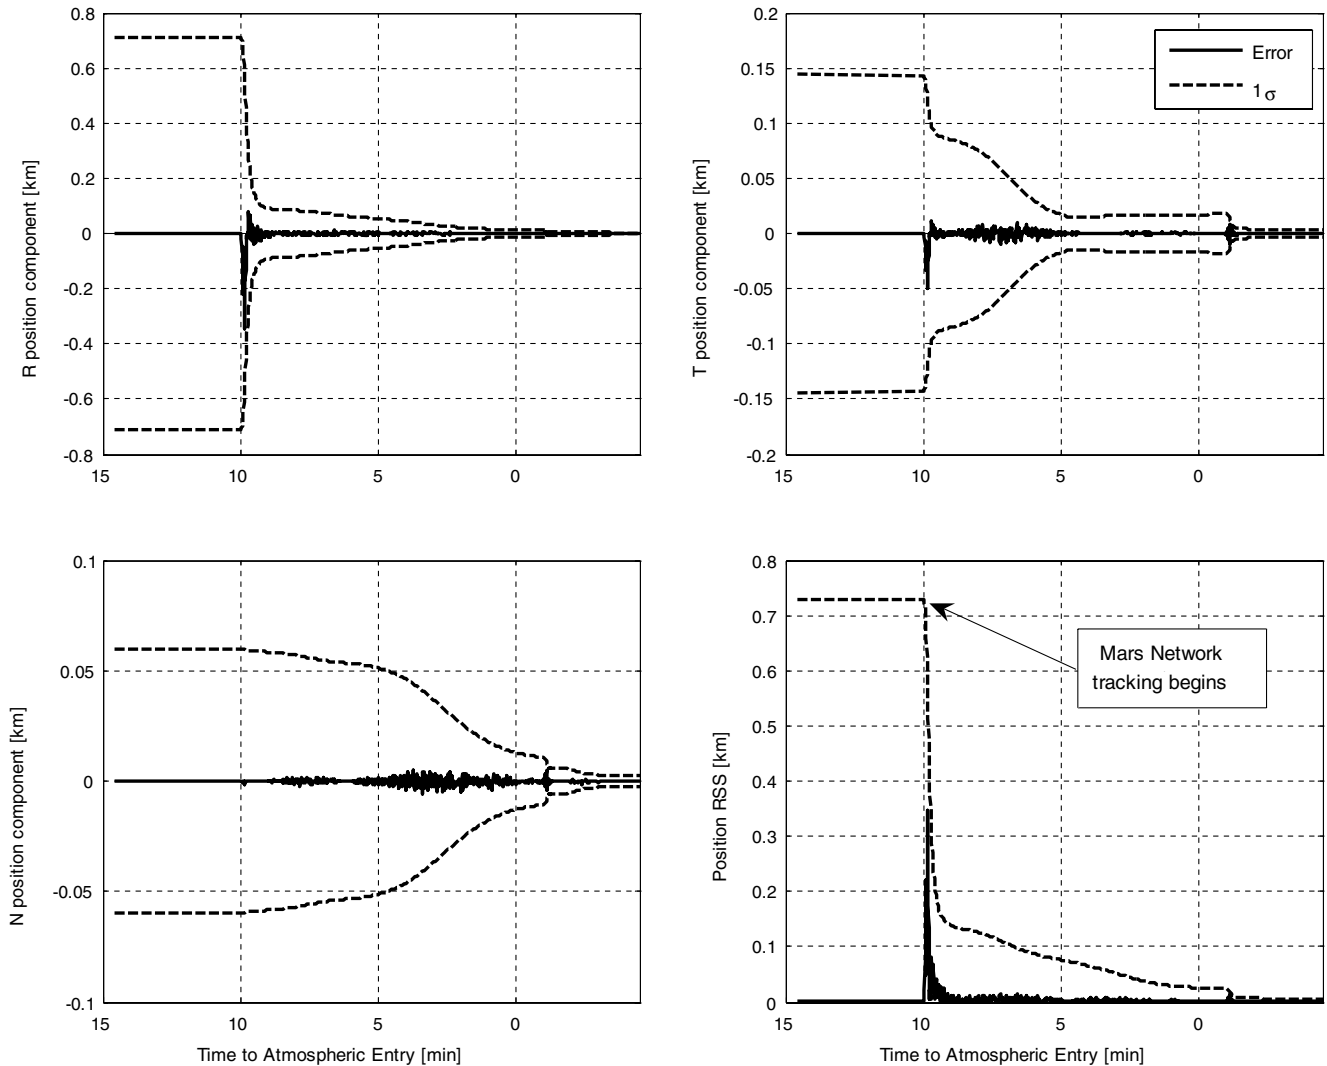 0.8
0.6
0.4
0.2
0
-0.2
-0.4
-0.6
-0.8
R position component [km]
15 10 5 0
0.2
0.15
0.1
0.05
0
-0.05
-0.1
-0.15
-0.2
T position component [km]
15 10 5 0
Error
1σ
0.1
0.05
0
-0.05
-0.1
N position component [km]
15 10 5 0
Time to Atmospheric Entry [min]
0.8
0.7
0.6
0.5
0.4
0.3
0.2
0.1
0
Position RSS [km]
15 10 5 0
Time to Atmospheric Entry [min]
Mars Network
tracking begins